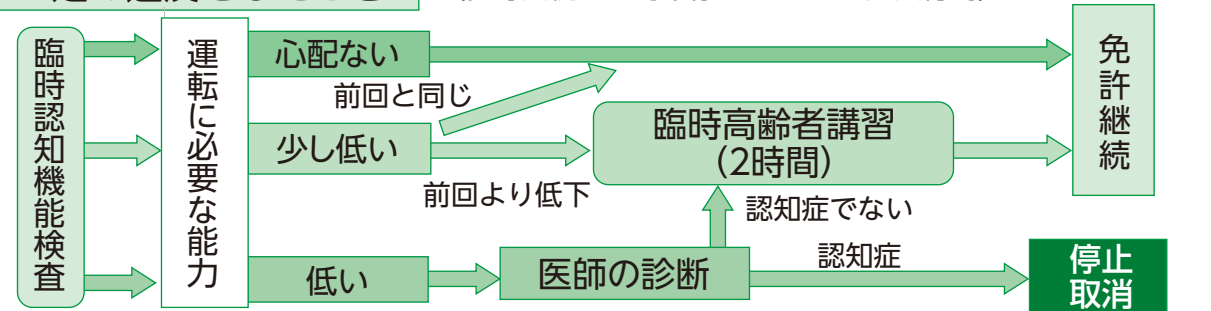 臨時認知機能検査
運転に必要な能力
心配ない
前回と同じ
少し低い
前回より低下
臨時高齢者講習
（2時間）
免許継続
認知症でない
低い
医師の診断
認知症
停止
取消